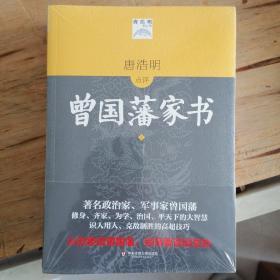 唐浩明
点评
曾国藩家书
著名政治家、军事家曾国藩
修身、齐家、为学、治国、平天下的大智慧
识人用人、克敌制胜的高超技巧